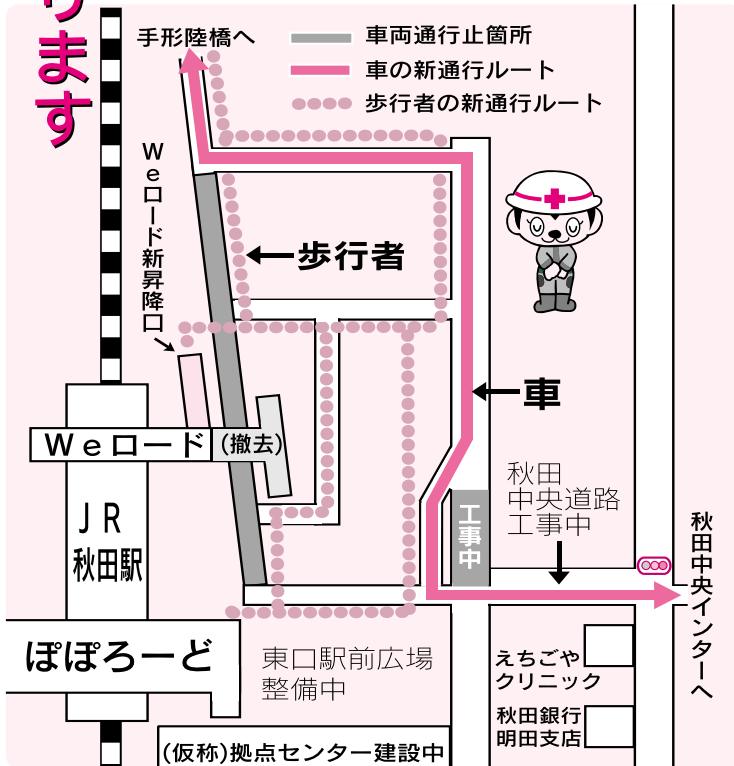 ります
手形陸橋へ
車両通行止箇所
車の新通行ルート
歩行者の新通行ルート
Weロード新昇降口
歩行者
車
Weロード
(撤去)
JR
秋田駅
秋田
中央道路
工事中
工事中
秋田中央インターへ
ぽぽろーど
東口駅前広場
整備中
えちごや
クリニック
秋田銀行
明田支店
(仮称)拠点センター建設中